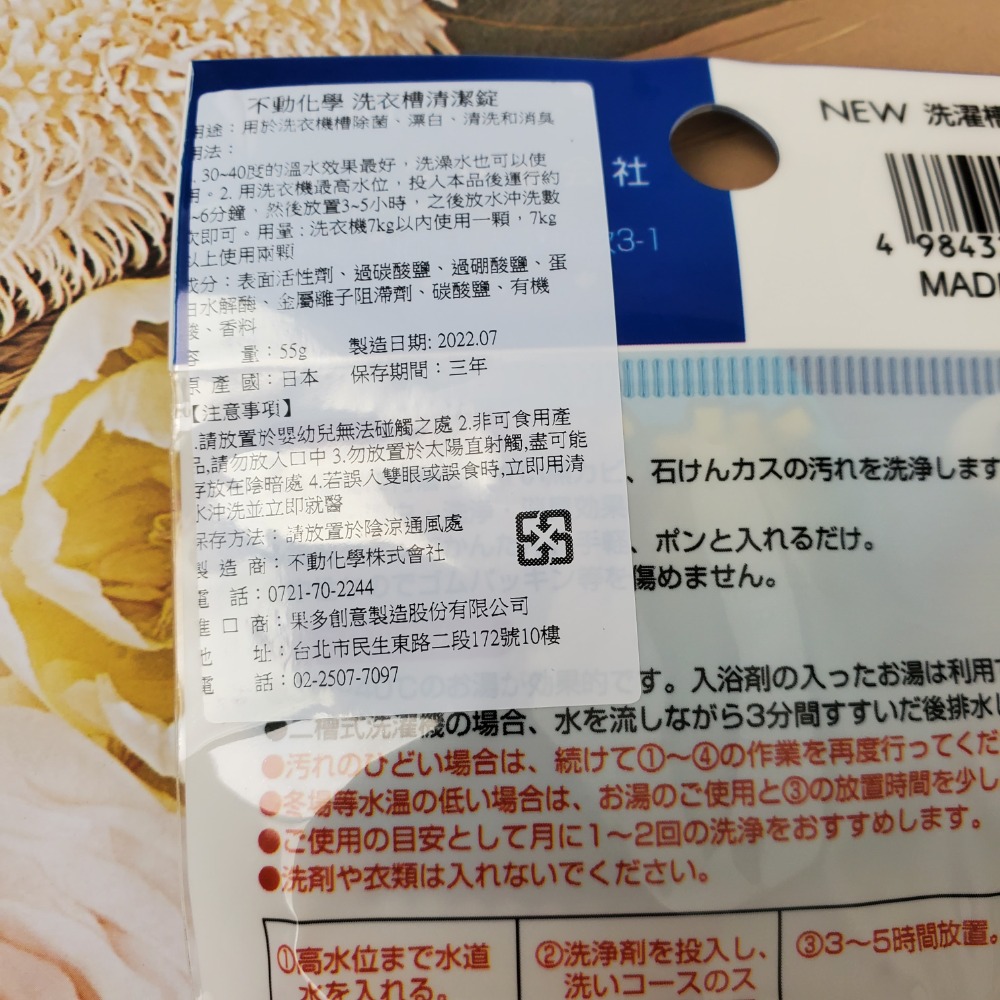 不動化學 洗衣槽清潔錠
用途：用於洗衣機槽除菌、漂白、清洗和消臭
用法：
1.30~40度的溫水效果最好，洗澡水也可以使
用。2. 用洗衣機最高水位，投入本品後運行約
~6分鐘，然後放置3~5小時，之後放水沖洗數
次即可。用量：洗衣機7kg以內使用一顆，7kg
以上使用兩顆
成分：表面活性劑、過碳酸鹽、過硼酸鹽、蛋
白水解酶、金屬離子阻滯劑、碳酸鹽、有機
酸、香料
容 量：55g 製造日期: 2022.07
原 產 國：日本 保存期間：三年
【注意事項】
1.請放置於嬰幼兒無法碰觸之處 2.非可食用產
品,請勿放入口中 3.勿放置於太陽直射觸,盡可能
存放在陰暗處 4.若誤入雙眼或誤食時,立即用清
水沖洗並立即就醫
保存方法：請放置於陰涼通風處
製 造 商：不動化學株式會社
電 話：0721-70-2244
進 口 商：果多創意製造股份有限公司
地 址：台北市民生東路二段172號10樓
電 話：02-2507-7097
社
3-1
NEW 洗濯槽
4 9843
MADE
、石けんカスの汚れを洗浄します
、ポンと入れるだけ。
でゴムパッキン等を傷めません。
のお湯が効果的です。入浴剤の入ったお湯は利用
●二槽式洗濯機の場合、水を流しながら3分間すすいだ後排水
●汚れのひどい場合は、続けて①～④の作業を再度行ってくだ
●冬場等水温の低い場合は、お湯のご使用と③の放置時間を少し
●ご使用の目安として月に1～2回の洗浄をおすすめします。
●洗剤や衣類は入れないでください。
①高水位まで水道
水を入れる。
②洗浄剤を投入し、
洗いコースのス
③3～5時間放置。